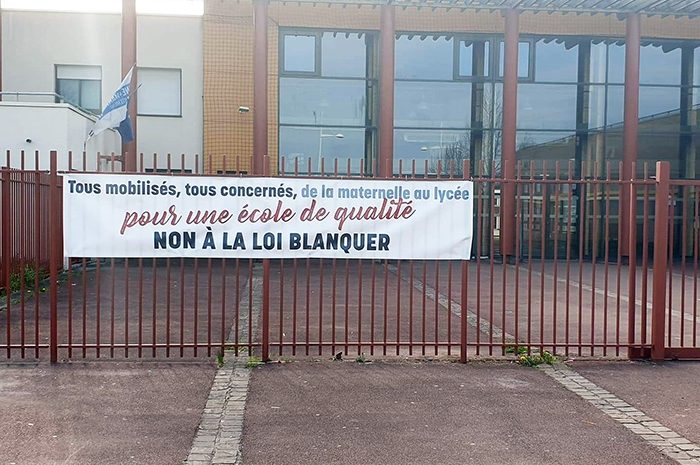 Tous mobilisés, tous concernés, de la maternelle au lycée
pour une école de qualité
NON À LA LOI BLANQUER